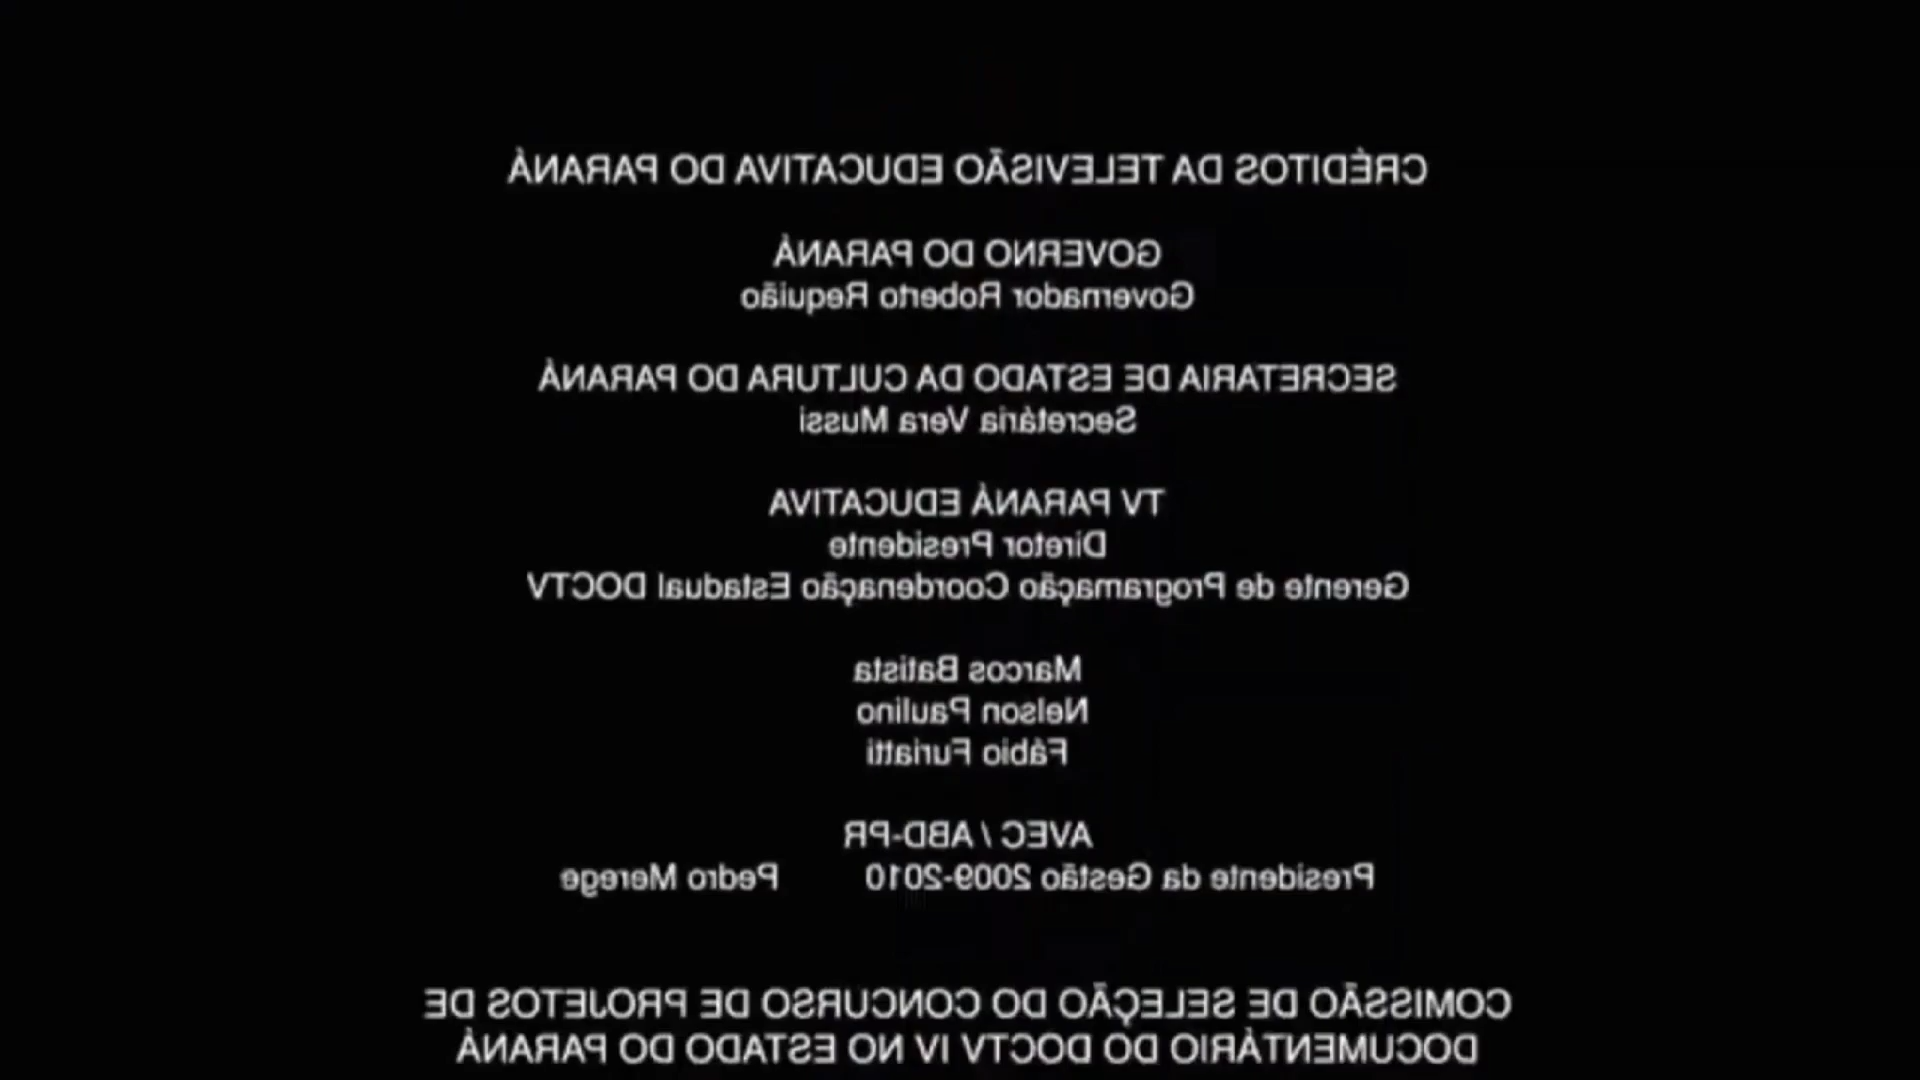 CRÉDITOS DA TELEVISÃO EDUCATIVA DO PARANÁ
GOVERNO DO PARANÁ
Governador Roberto Requião
SECRETARIA DE ESTADO DA CULTURA DO PARANÁ
Secretária Vera Mussi
TV PARANÁ EDUCATIVA
Diretor Presidente
Gerente de Programação Coordenação Estadual DOCTV
Marcos Batista
Nelson Paulino
Fábio Furiatti
AVEC / ABD-PR
Presidente da Gestão 2009-2010 Pedro Merege
COMISSÃO DE SELEÇÃO DO CONCURSO DE PROJETOS DE
DOCUMENTÁRIO DO DOCTV IV NO ESTADO DO PARANÁ